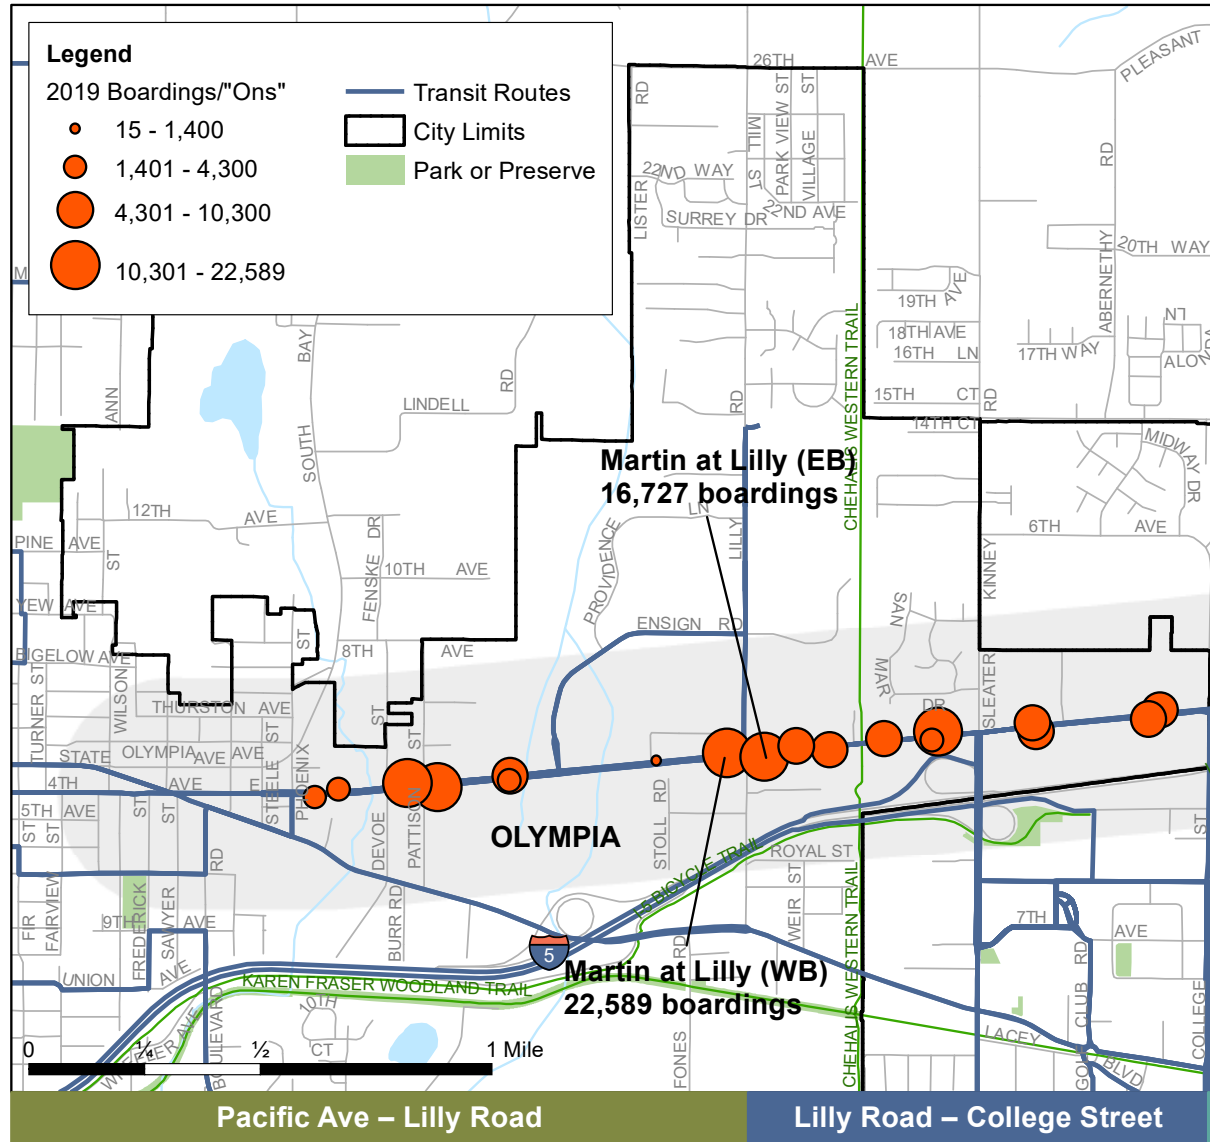 Legend
2019 Boardings/"Ons"
15 - 1,400
1,401 - 4,300
4,301 - 10,300
10,301 - 22,589
Transit Routes
City Limits
Park or Preserve
26TH AVE
PLEASANT
RD
MILL ST
PARK VIEW ST
VILLAGE ST
22ND WAY
22ND AVE
SURREY DR
LISTER
RD
ABERNETHY
20TH WAY
19TH AVE
18TH AVE
16TH LN
17TH WAY
LN
15TH CT
14TH CT
RD
M
ANN
ST
SOUTH BAY
LINDELL RD
RD
CHEHALIS WESTERN TRAIL
MIDWAY DR
Martin at Lilly (EB)
16,727 boardings
12TH AVE
PINE AVE
YEW AVE
BIGELOW AVE
FENSKE DR
10TH AVE
8TH AVE
PROVIDENCE LN
LILLY
ENSIGN RD
6TH AVE
KINNEY
SAN MAR DR
SLEATER
TURNER ST
WILSON
THURSTON AVE
ST
STATE AVE
OLYMPIA AVE
4TH AVE E
5TH AVE
STEELE ST
PHOENIX
ST
DEVOE
ST
PATTISON
ST
OLYMPIA
STOLL RD
ROYAL ST
I-5 BICYCLE TRAIL
WEIR ST
ST
ST
ST
ST
RD
FIR
FAIRVIEW
FREDERICK
SAWYER
9TH AVE
BURR RD
UNION AVE
5
Martin at Lilly (WB)
22,589 boardings
KAREN FRASER WOODLAND TRAIL
CHEHALIS WESTERN TRAIL
7TH AVE
RD
GOLF CLUB
COLLEGE
ST
LACEY BLVD
WHEELER AVE
BOULEVARD
10TH CT
FONES RD
0 ¼ ½ 1 Mile
Pacific Ave – Lilly Road
Lilly Road – College Street